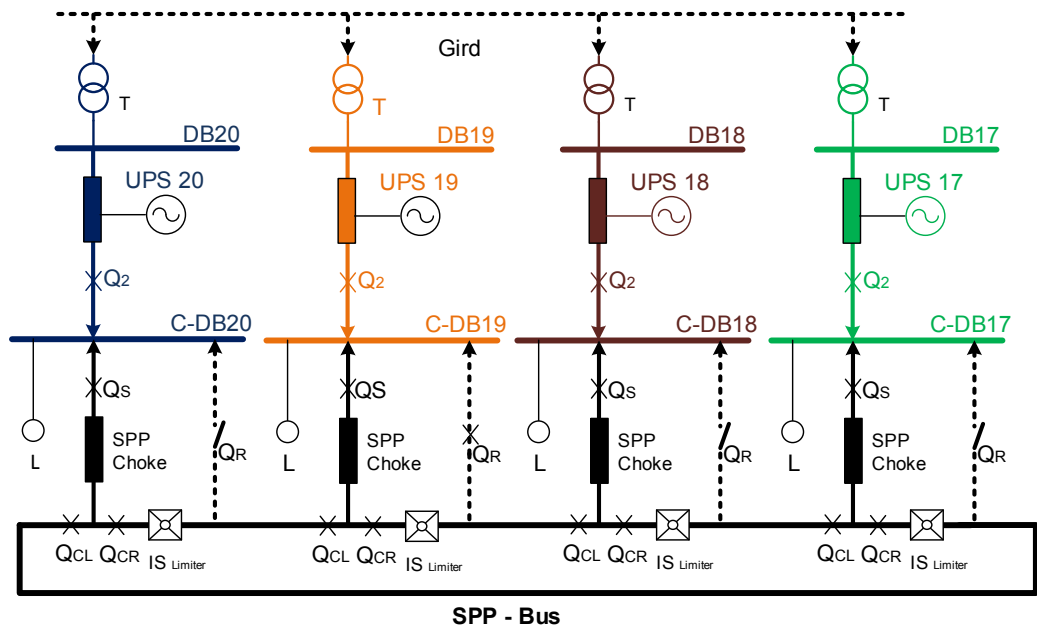 Gird
T T T T
DB20 DB19 DB18 DB17
UPS 20 UPS 19 UPS 18 UPS 17
Q2 Q2 Q2 Q2
C-DB20 C-DB19 C-DB18 C-DB17
QS QS QS QS
SPP SPP SPP SPP
Choke Choke Choke Choke
QR QR QR QR
L L L L
QCL QCR IS Limiter QCL QCR IS Limiter QCL QCR IS Limiter QCL QCR IS Limiter
SPP - Bus